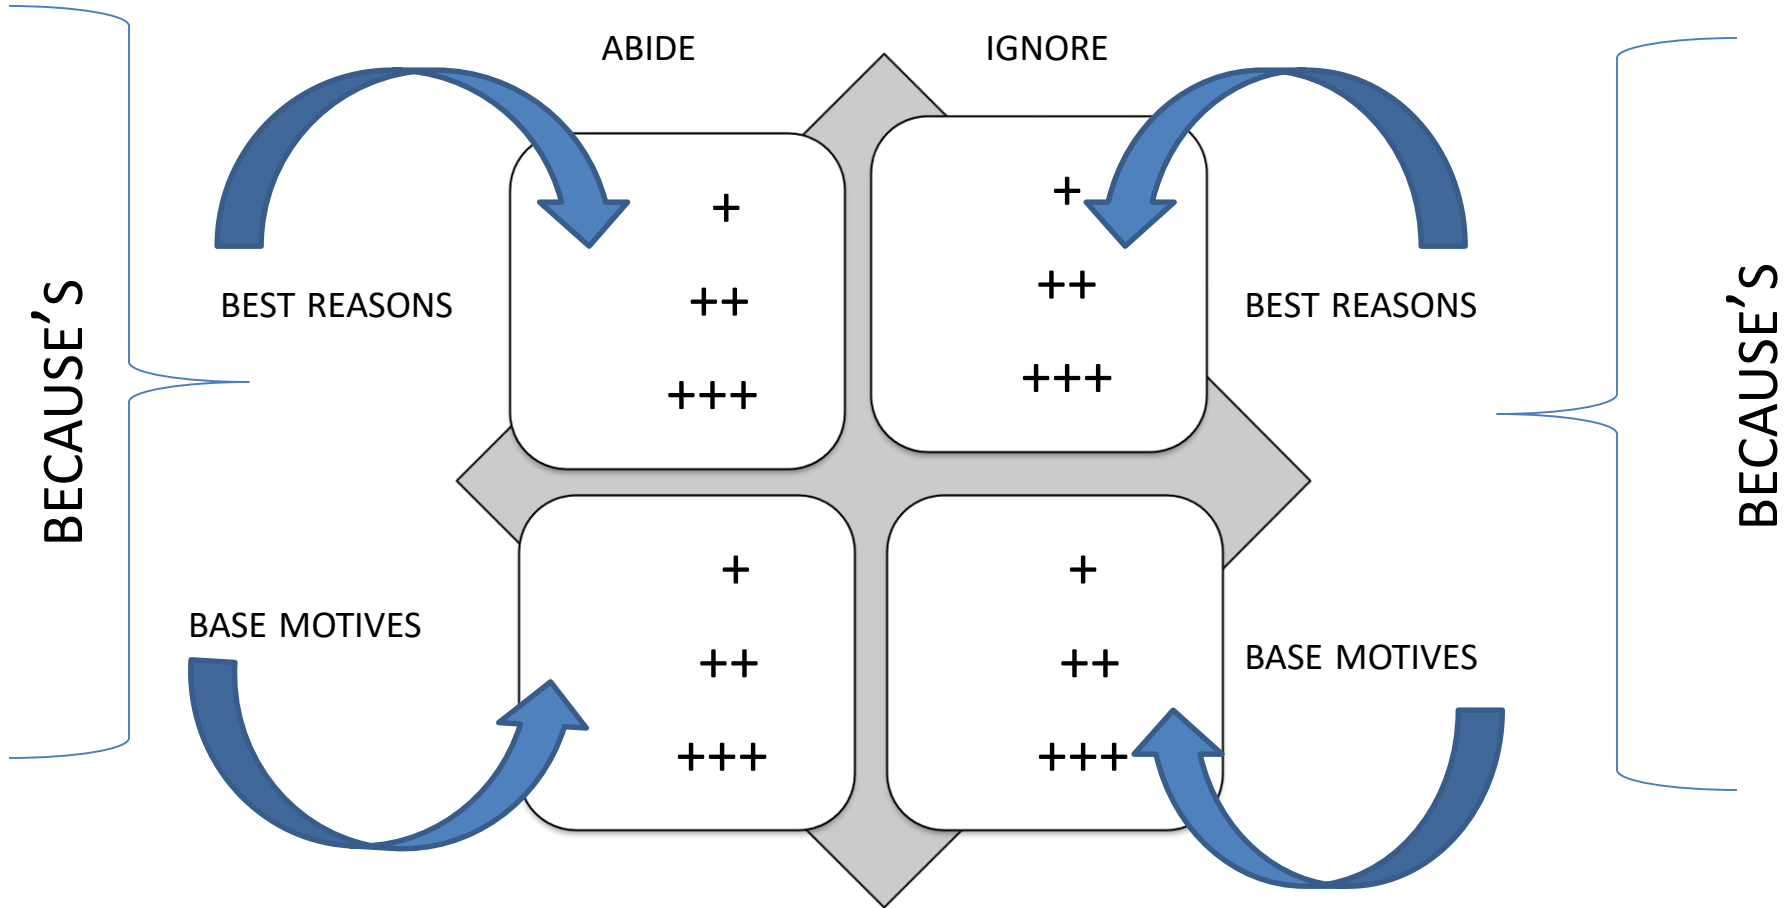 ABIDE
IGNORE
BECAUSE'S
BEST REASONS
+
++
+++
+
++
+++
BEST REASONS
BECAUSE'S
BASE MOTIVES
+
++
+++
+
++
+++
BASE MOTIVES